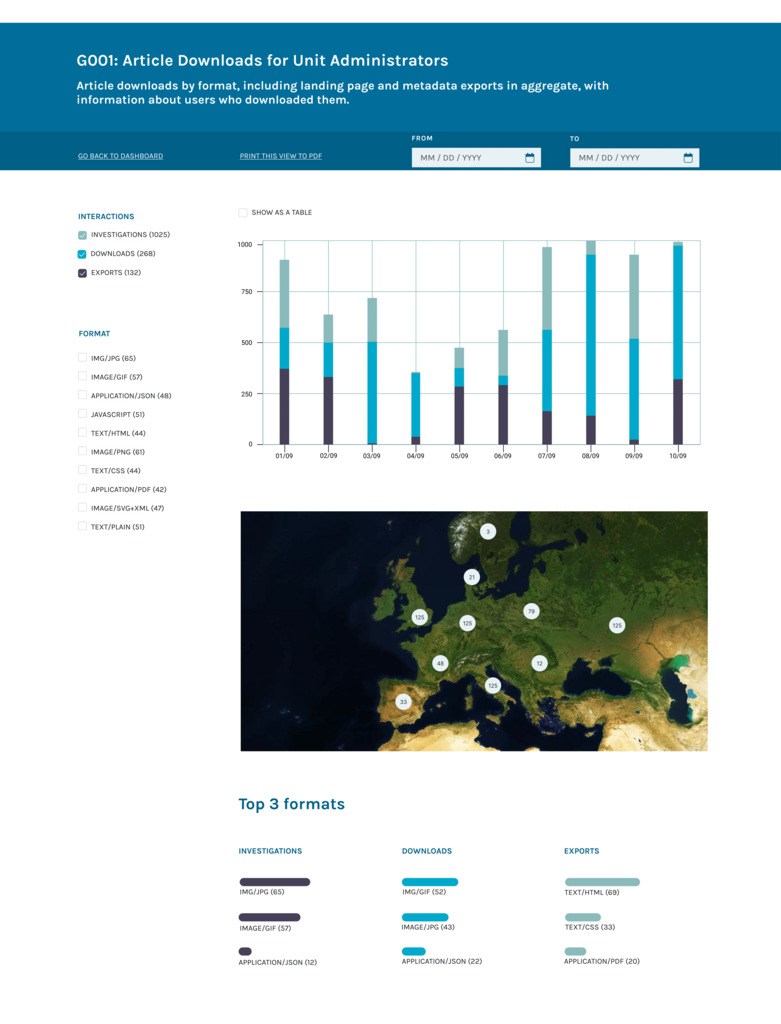 G001: Article Downloads for Unit Administrators
Article downloads by format, including landing page and metadata exports in aggregate, with
information about users who downloaded them.
GO BACK TO DASHBOARD
PRINT THIS VIEW TO PDF
FROM
MM / DD / YYYY
TO
MM / DD / YYYY
INTERACTIONS
INVESTIGATIONS (1025)
DOWNLOADS (268)
EXPORTS (132)
FORMAT
IMG/JPG (65)
IMAGE/GIF (57)
APPLICATION/JSON (48)
JAVASCRIPT (51)
TEXT/HTML (44)
IMAGE/PNG (61)
TEXT/CSS (44)
APPLICATION/PDF (42)
IMAGE/SVG+XML (47)
TEXT/PLAIN (51)
SHOW AS A TABLE
1000
750
500
250
0
01/09 02/09 03/09 04/09 05/09 06/09 07/09 08/09 09/09 10/09
3
21
79
125
125
125
48
12
125
33
Top 3 formats
INVESTIGATIONS
IMG/JPG (65)
IMAGE/GIF (57)
APPLICATION/JSON (12)
DOWNLOADS
IMG/GIF (52)
IMAGE/JPG (43)
APPLICATION/JSON (22)
EXPORTS
TEXT/HTML (69)
TEXT/CSS (33)
APPLICATION/PDF (20)